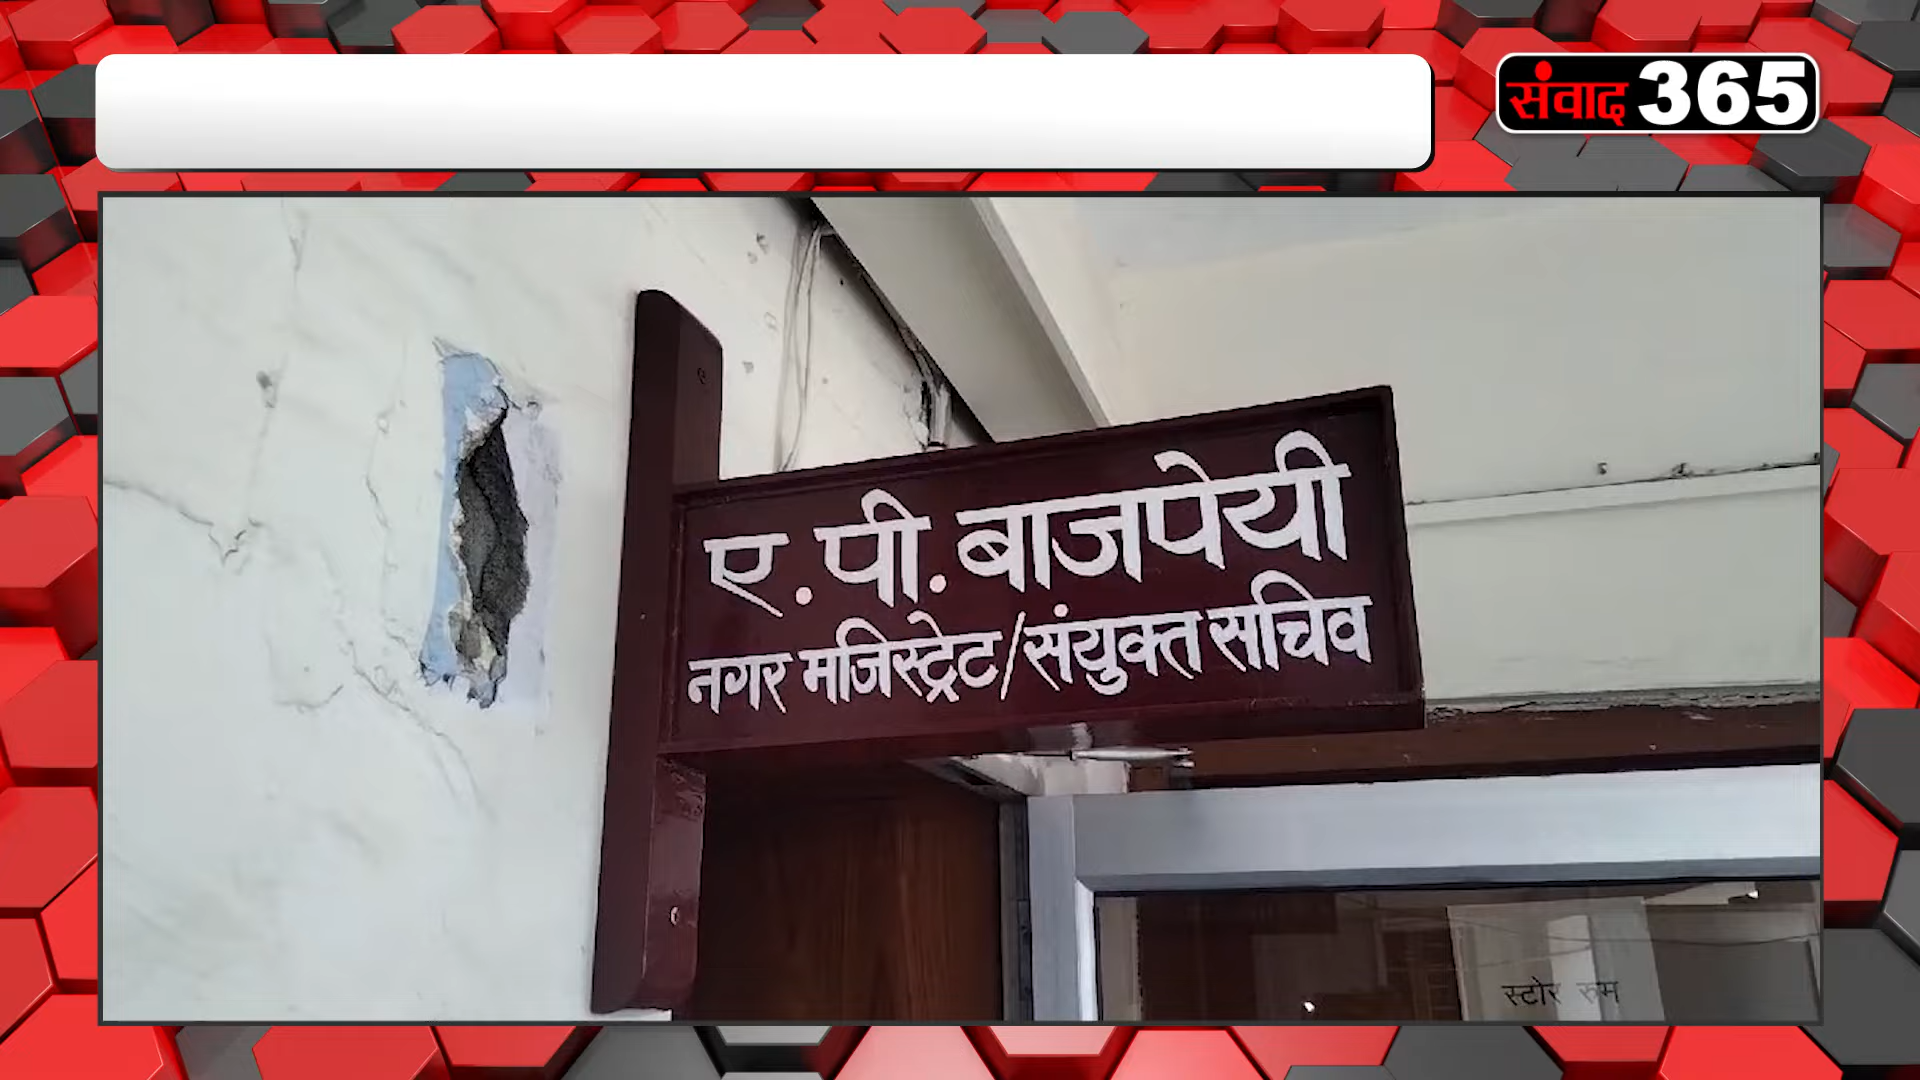 संवाद 365
ए.पी. बाजपेयी
नगर मजिस्ट्रेट/संयुक्त सचिव
स्टोर रूम